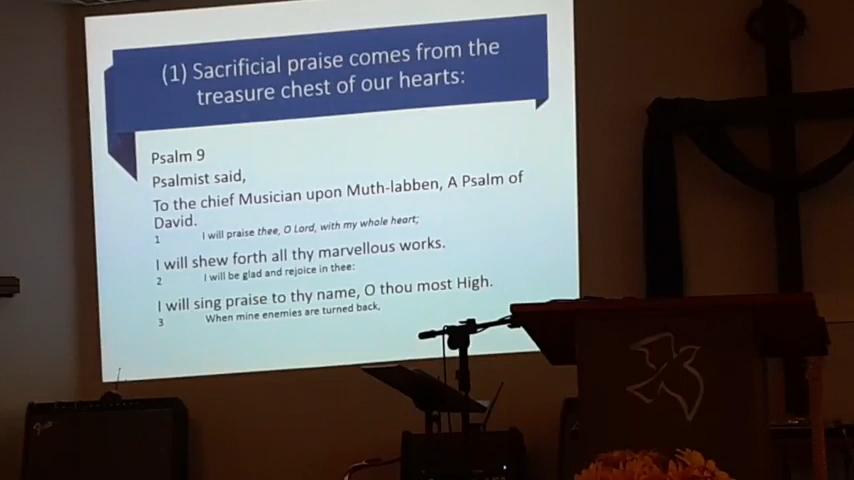 (1) Sacrificial praise comes from the
treasure chest of our hearts:
Psalm 9
Psalmist said,
To the chief Musician upon Muth-labben, A Psalm of
David.
1 I will praise thee, O Lord, with my whole heart;
I will shew forth all thy marvellous works.
2 I will be glad and rejoice in thee:
I will sing praise to thy name, O thou most High.
3 When mine enemies are turned back,